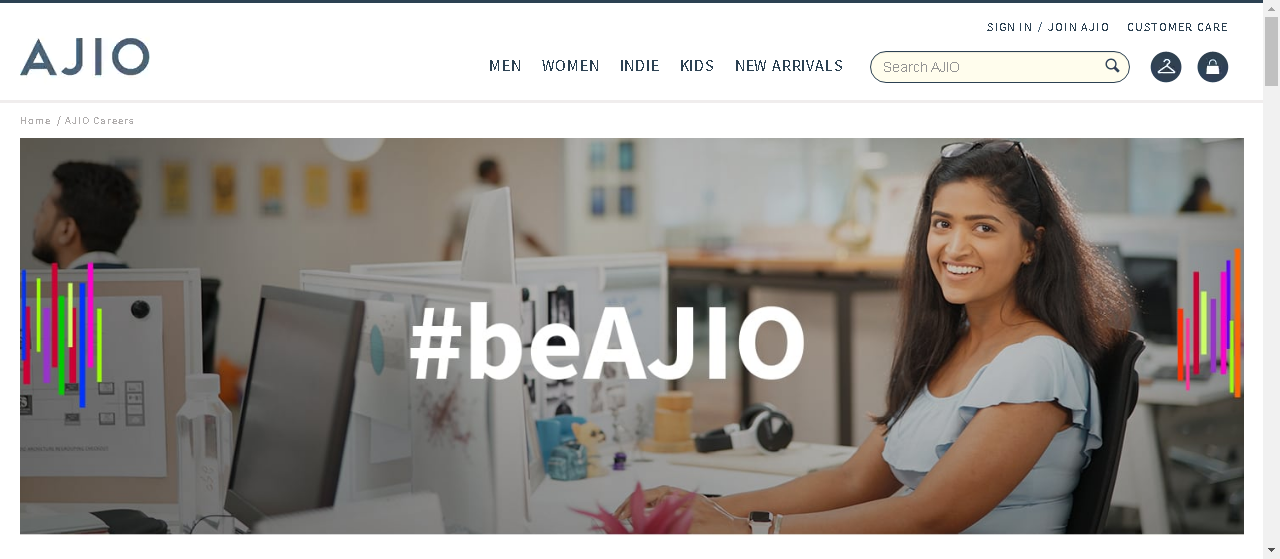 SIGN IN / JOIN AJIO CUSTOMER CARE
AJIO
MEN WOMEN INDIE KIDS NEW ARRIVALS Search AJIO
Home / AJIO Careers
#beAJIO